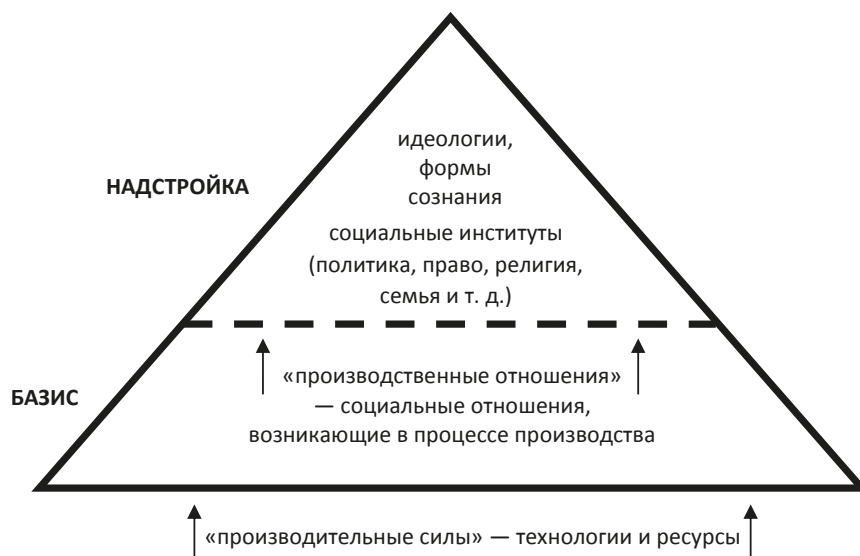 идеологии,
формы
сознания
НАДСТРОЙКА
социальные институты
(политика, право, религия,
семья и т. д.)
«производственные отношения»
— социальные отношения,
возникающие в процессе производства
БАЗИС
«производительные силы» — технологии и ресурсы